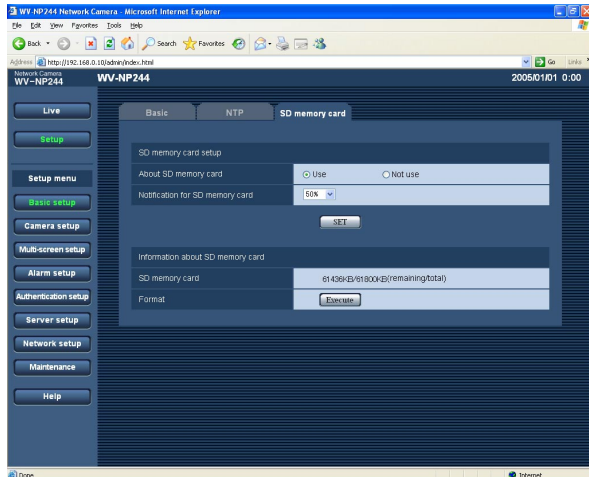 WV-NP244 Network Camera - Microsoft Internet Explorer
File Edit View Favorites Tools Help
Back Search Favorites
Address http://192.168.0.10/admin/index.html Go Links
Network Camera
WV-NP244
WV-NP244
2005/01/01 0:00
Live
Setup
Setup menu
Basic setup
Camera setup
Multi-screen setup
Alarm setup
Authentication setup
Server setup
Network setup
Maintenance
Help
Basic NTP SD memory card
SD memory card setup
About SD memory card Use Not use
Notification for SD memory card 50%
SET
Information about SD memory card
SD memory card 61436KB/61800KB(remaining/total)
Format Execute
Done Internet